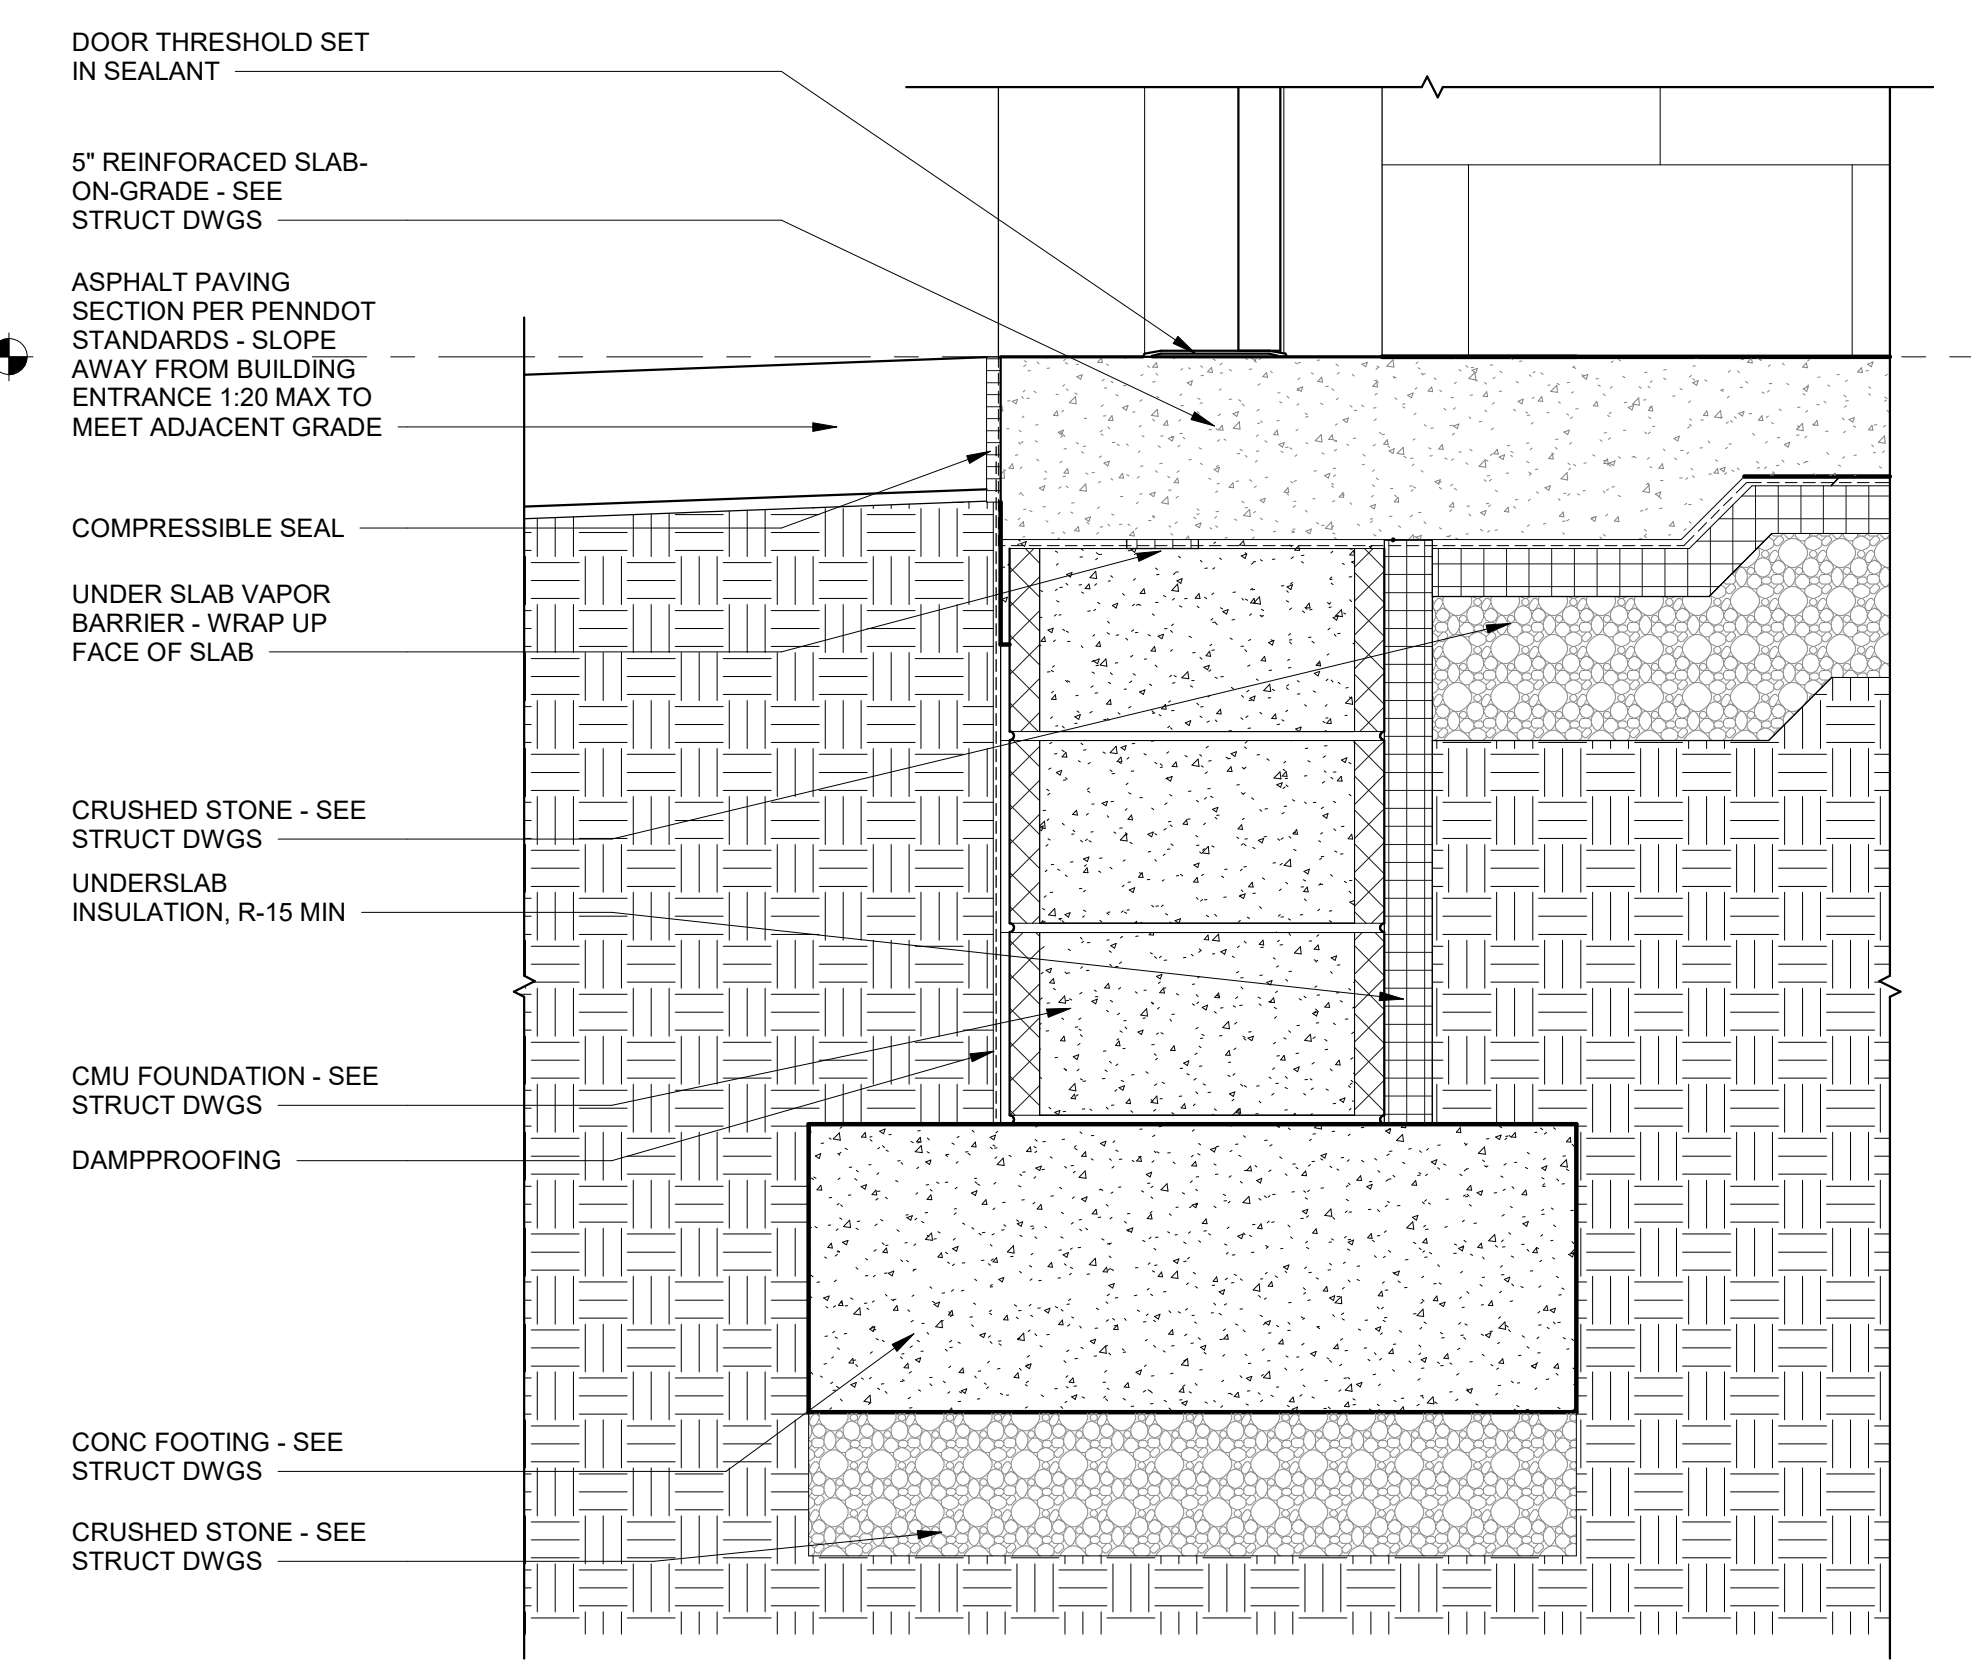 DOOR THRESHOLD SET
IN SEALANT
5" REINFORACED SLAB-
ON-GRADE - SEE
STRUCT DWGS
ASPHALT PAVING
SECTION PER PENNDOT
STANDARDS - SLOPE
AWAY FROM BUILDING
ENTRANCE 1:20 MAX TO
MEET ADJACENT GRADE
COMPRESSIBLE SEAL
UNDER SLAB VAPOR
BARRIER - WRAP UP
FACE OF SLAB
CRUSHED STONE - SEE
STRUCT DWGS
UNDERSLAB
INSULATION, R-15 MIN
CMU FOUNDATION - SEE
STRUCT DWGS
DAMPPROOFING
CONC FOOTING - SEE
STRUCT DWGS
CRUSHED STONE - SEE
STRUCT DWGS